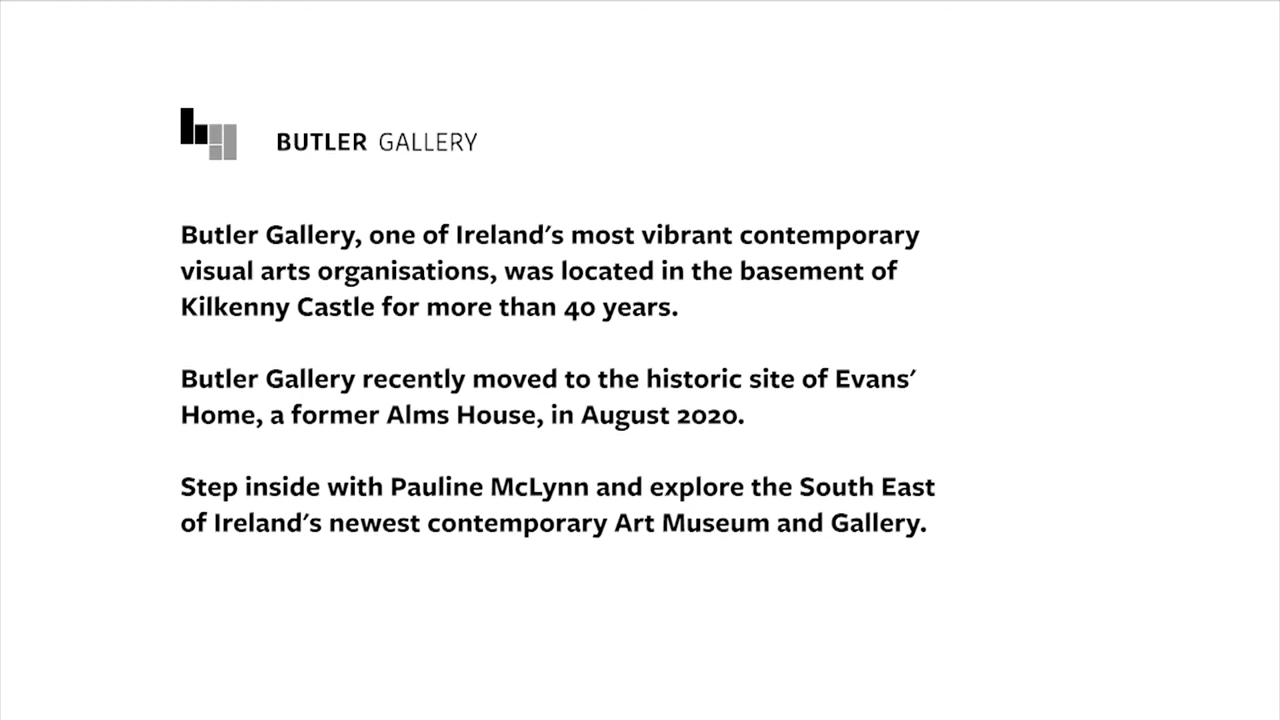 BUTLER GALLERY
Butler Gallery, one of Ireland's most vibrant contemporary
visual arts organisations, was located in the basement of
Kilkenny Castle for more than 40 years.
Butler Gallery recently moved to the historic site of Evans'
Home, a former Alms House, in August 2020.
Step inside with Pauline McLynn and explore the South East
of Ireland's newest contemporary Art Museum and Gallery.